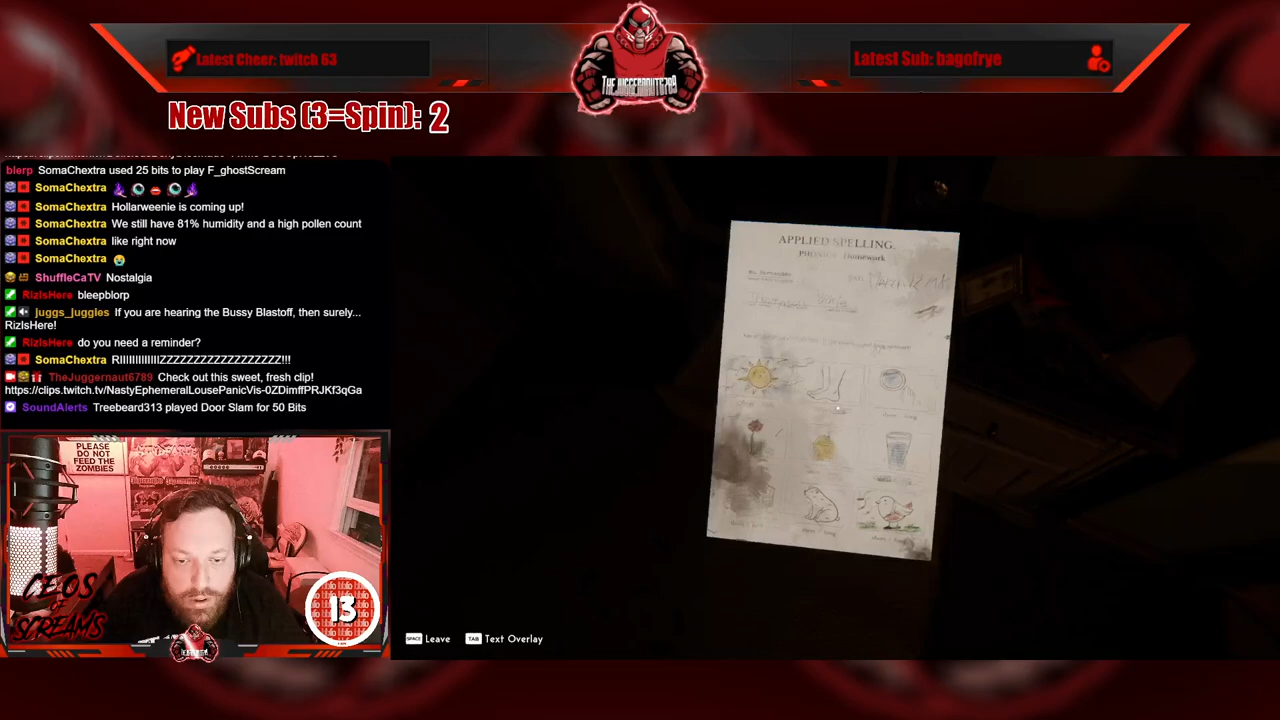 Latest Cheer: twitch 63
THEJUGGERNAUT6789
Latest Sub: bagofrye
New Subs (3=Spin): 2
blerp SomaChextra used 25 bits to play F_ghostScream
SomaChextra
SomaChextra Hollarweenie is coming up!
SomaChextra We still have 81% humidity and a high pollen count
SomaChextra like right now
SomaChextra
ShuffleCaTV Nostalgia
RizIsHere bleepblorp
juggs_juggles If you are hearing the Bussy Blastoff, then surely...
RizIsHere!
RizIsHere do you need a reminder?
SomaChextra RIIIIIIIIIIIIZZZZZZZZZZZZZZZZZZZ!!!
TheJuggernaut6789 Check out this sweet, fresh clip!
https://clips.twitch.tv/NastyEphemeralLousePanicVis-0ZDimffPRJKf3qGa
SoundAlerts Treebeard313 played Door Slam for 50 Bits
PLEASE
DO NOT
FEED THE
ZOMBIES
CEOS
OF
SCREAMS
13
APPLIED SPELLING.
PHONICS Homework
SPACE Leave
TAB Text Overlay